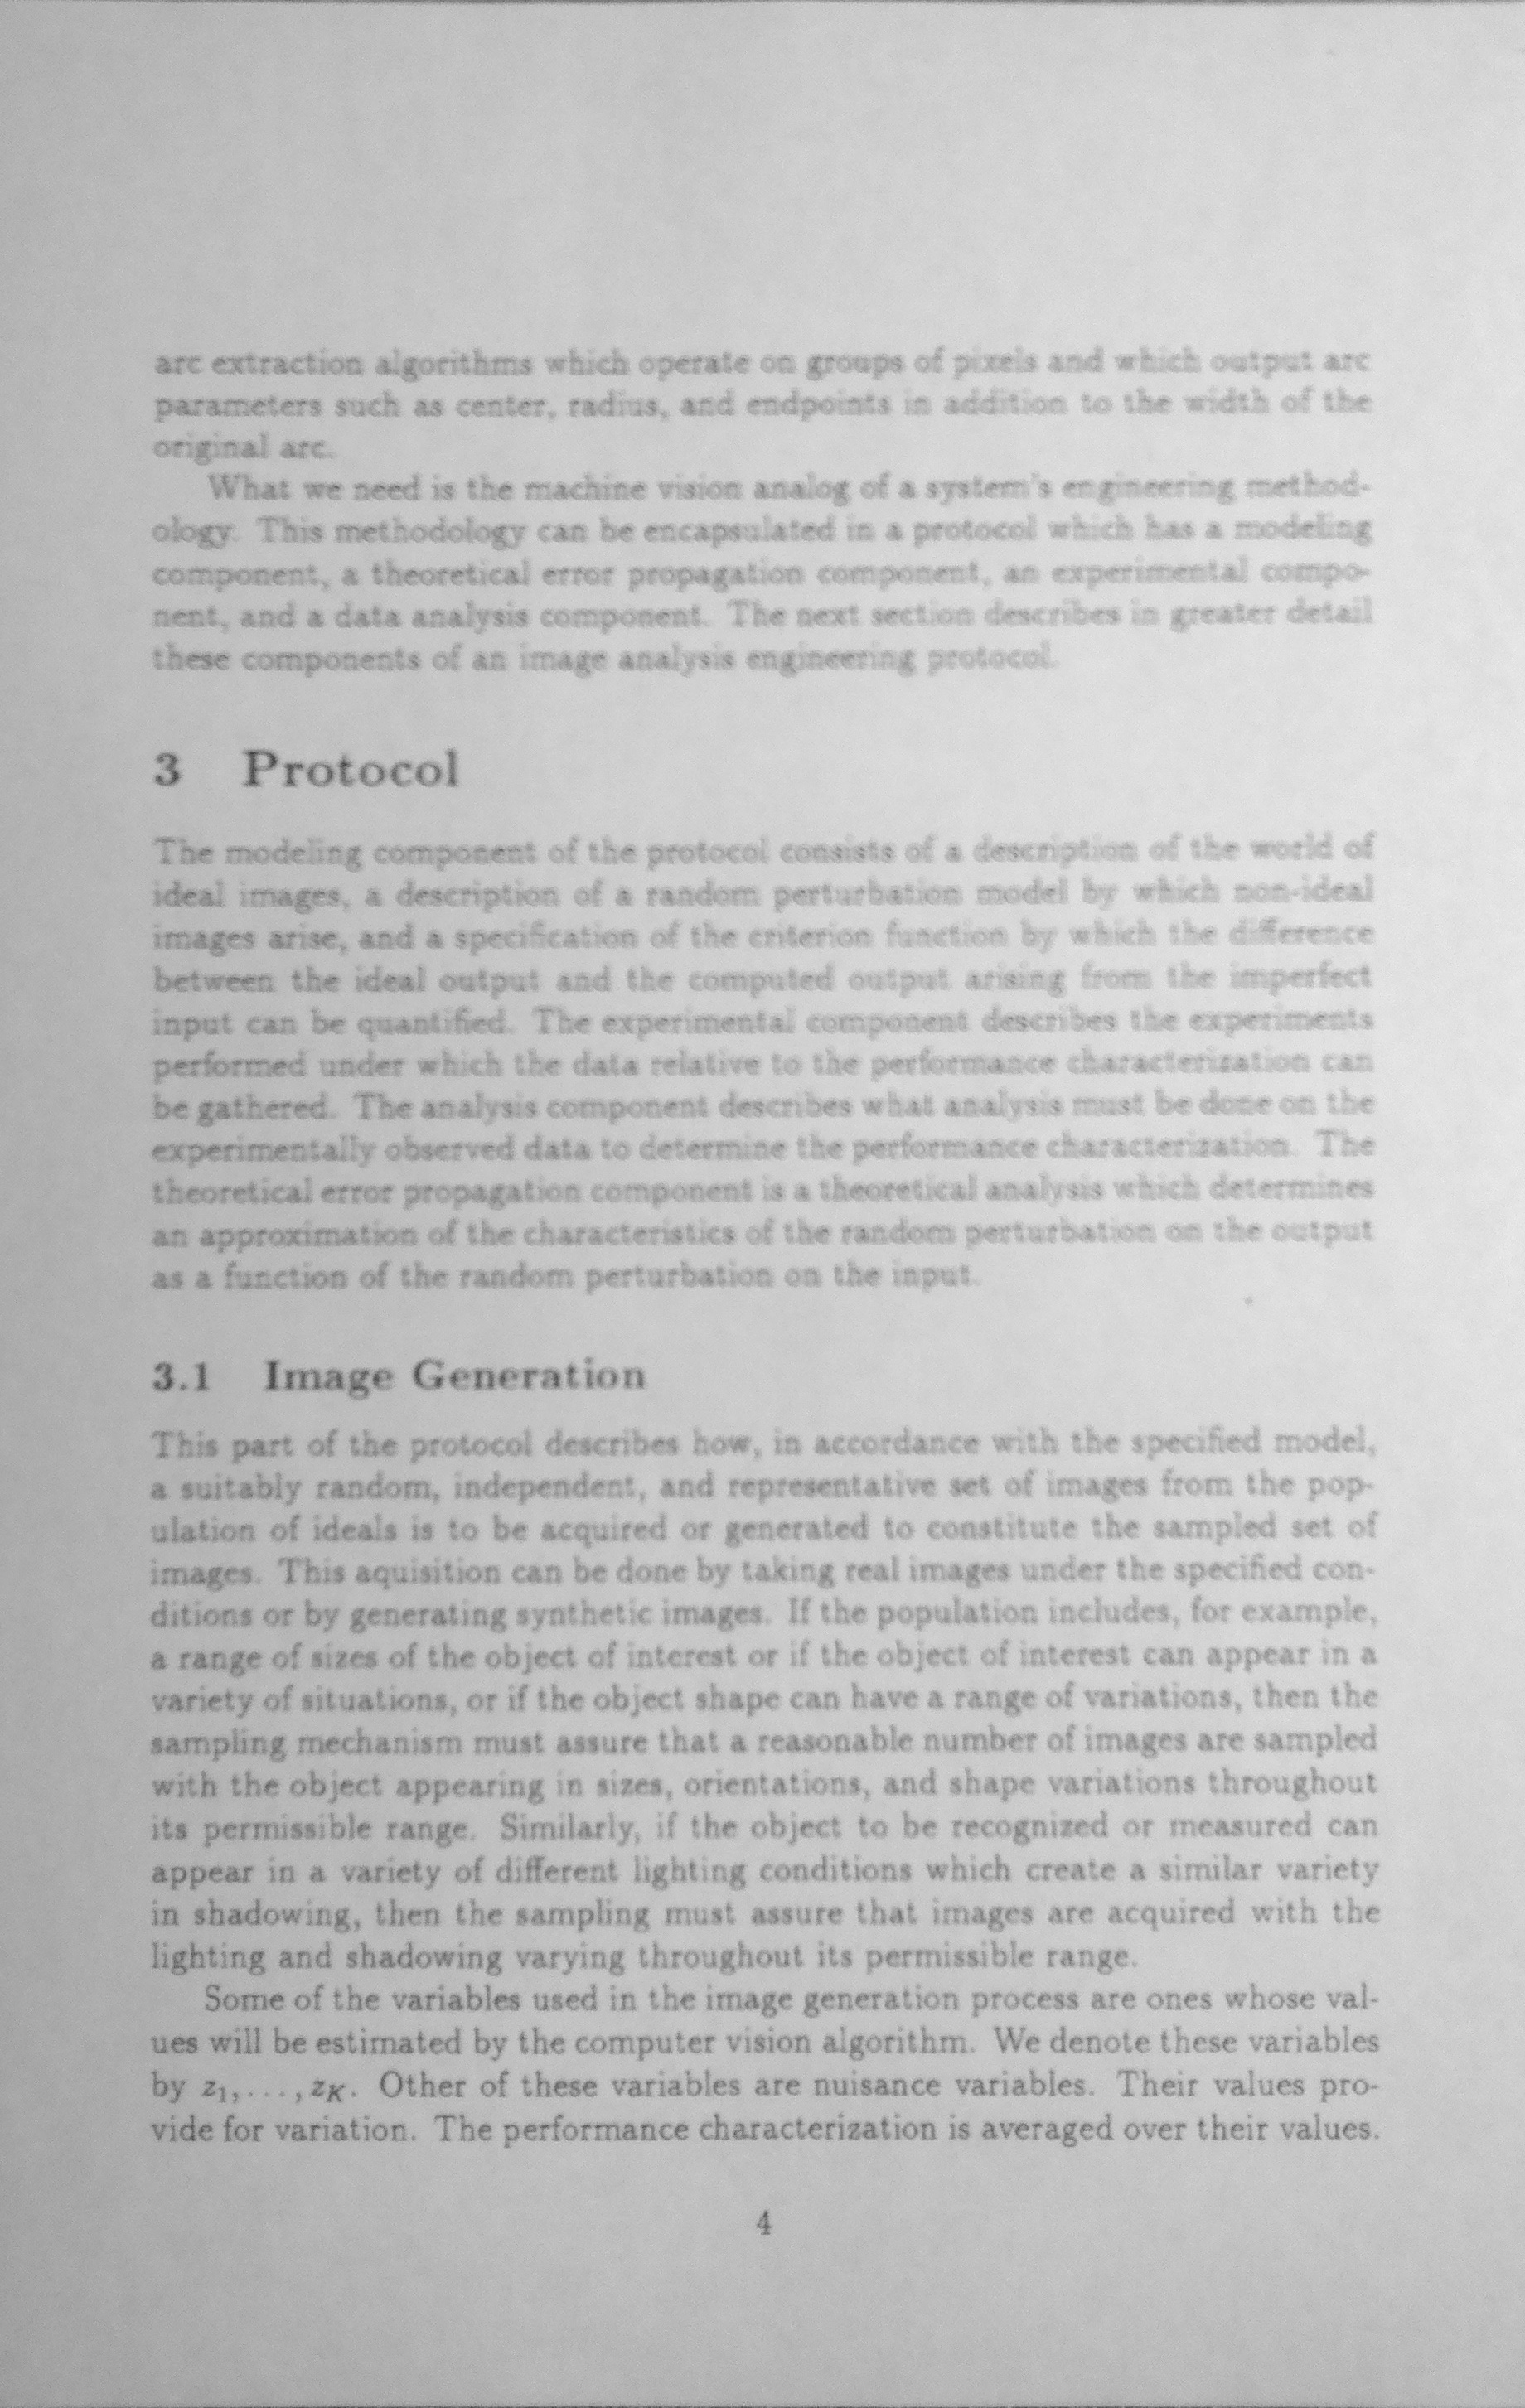 arc extraction algorithms which operate on groups of pixels and which output arc
parameters such as center, radius, and endpoints in addition to the width of the
original arc.
What we need is the machine vision analog of a system's engineering method-
ology. This methodology can be encapsulated in a protocol which has a modeling
component, a theoretical error propagation component, an experimental compo-
nent, and a data analysis component. The next section describes in greater detail
these components of an image analysis engineering protocol.
3 Protocol
The modeling component of the protocol consists of a description of the world of
ideal images, a description of a random perturbation model by which non-ideal
images arise, and a specification of the criterion function by which the difference
between the ideal output and the computed output arising from the imperfect
input can be quantified. The experimental component describes the experiments
performed under which the data relative to the performance characterization can
be gathered. The analysis component describes what analysis must be done on the
experimentally observed data to determine the performance characterization. The
theoretical error propagation component is a theoretical analysis which determines
an approximation of the characteristics of the random perturbation on the output
as a function of the random perturbation on the input.
3.1 Image Generation
This part of the protocol describes how, in accordance with the specified model,
a suitably random, independent, and representative set of images from the pop-
ulation of ideals is to be acquired or generated to constitute the sampled set of
images. This aquisition can be done by taking real images under the specified con-
ditions or by generating synthetic images. If the population includes, for example,
a range of sizes of the object of interest or if the object of interest can appear in a
variety of situations, or if the object shape can have a range of variations, then the
sampling mechanism must assure that a reasonable number of images are sampled
with the object appearing in sizes, orientations, and shape variations throughout
its permissible range. Similarly, if the object to be recognized or measured can
appear in a variety of different lighting conditions which create a similar variety
in shadowing, then the sampling must assure that images are acquired with the
lighting and shadowing varying throughout its permissible range.
Some of the variables used in the image generation process are ones whose val-
ues will be estimated by the computer vision algorithm. We denote these variables
by z₁, . . . , z_K. Other of these variables are nuisance variables. Their values pro-
vide for variation. The performance characterization is averaged over their values.
4